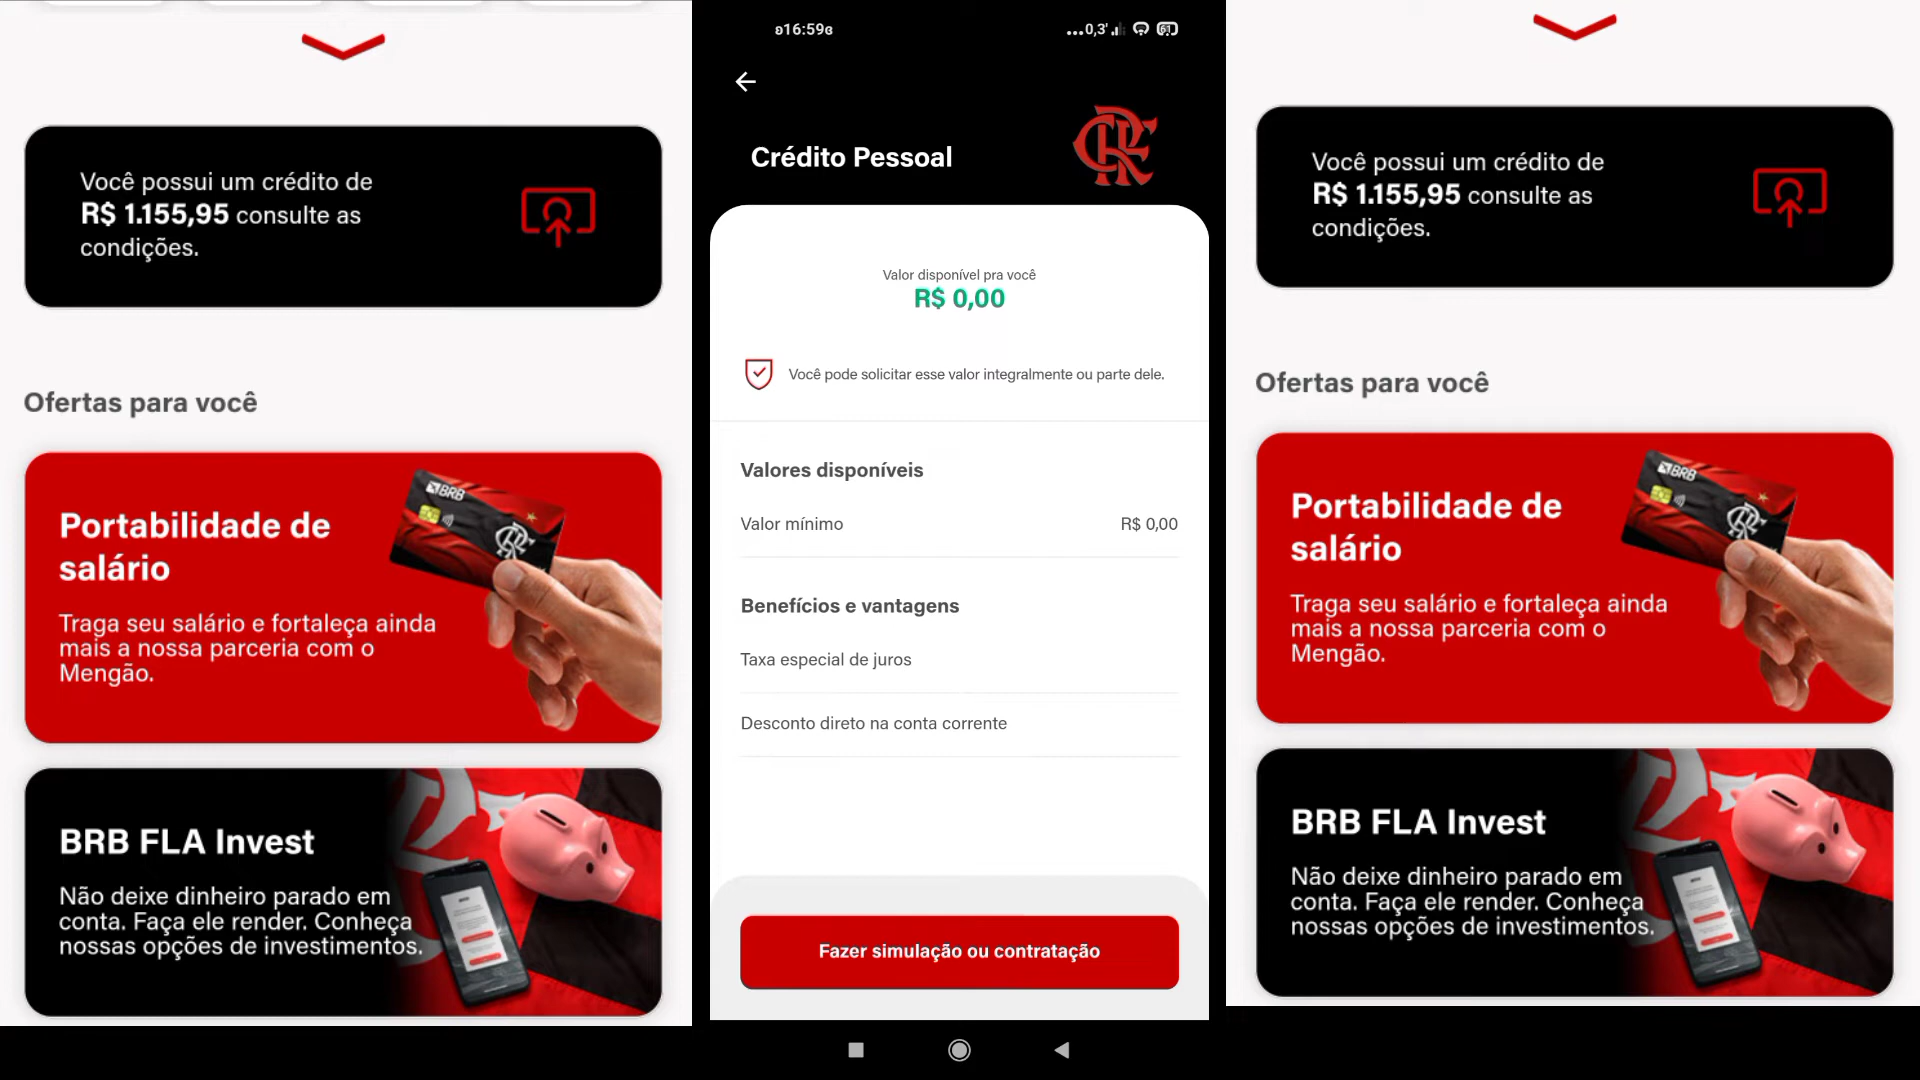 Você possui um crédito de
R$ 1.155,95 consulte as
condições.
Ofertas para você
Portabilidade de
salário
Traga seu salário e fortaleça ainda
mais a nossa parceria com o
Mengão.
BRB
BRB FLA Invest
Não deixe dinheiro parado em
conta. Faça ele render. Conheça
nossas opções de investimentos.
16:59
...0,3'
61
Crédito Pessoal
Valor disponível pra você
R$ 0,00
Você pode solicitar esse valor integralmente ou parte dele.
Valores disponíveis
Valor mínimo R$ 0,00
Benefícios e vantagens
Taxa especial de juros
Desconto direto na conta corrente
Fazer simulação ou contratação
Você possui um crédito de
R$ 1.155,95 consulte as
condições.
Ofertas para você
Portabilidade de
salário
Traga seu salário e fortaleça ainda
mais a nossa parceria com o
Mengão.
BRB
BRB FLA Invest
Não deixe dinheiro parado em
conta. Faça ele render. Conheça
nossas opções de investimentos.